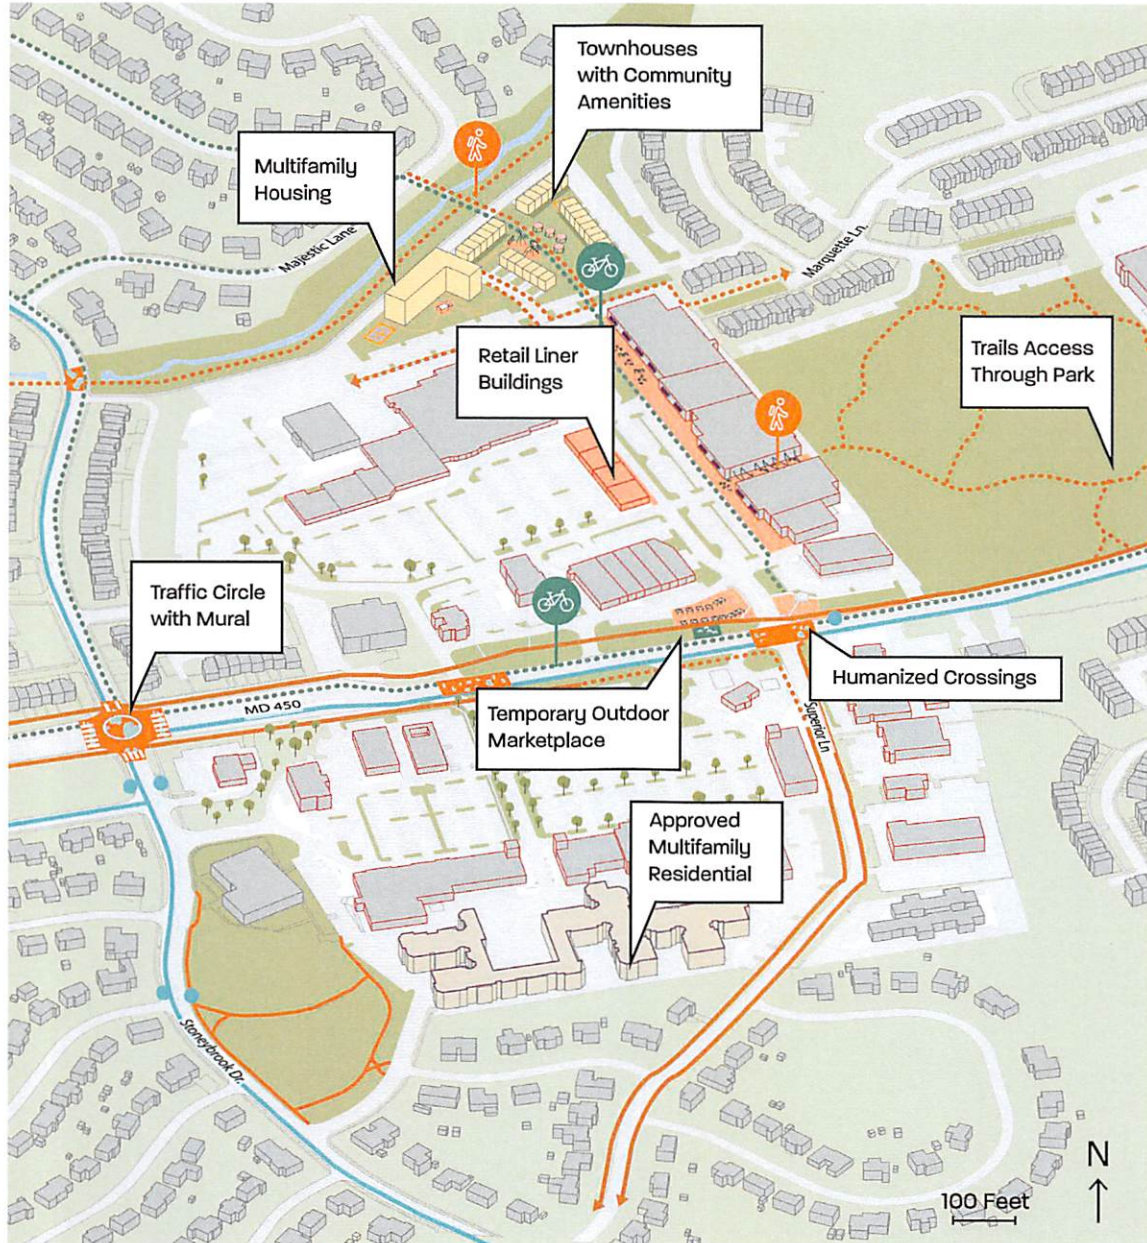 Townhouses
with Community
Amenities
Multifamily
Housing
Majestic Lane
Marquette Ln.
Retail Liner
Buildings
Trails Access
Through Park
Traffic Circle
with Mural
MD 450
Temporary Outdoor
Marketplace
Humanized Crossings
Superior Ln
Approved
Multifamily
Residential
Stoneybrook Dr.
N
100 Feet